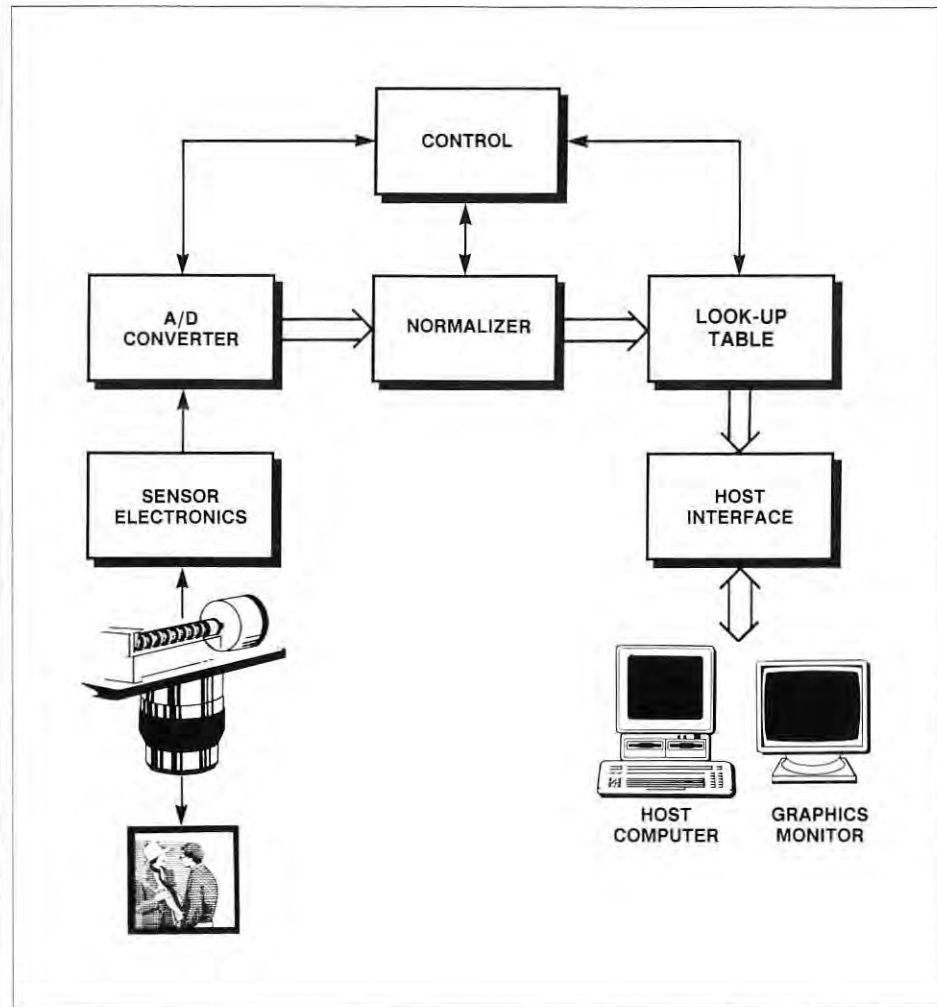 CONTROL
A/D
CONVERTER
NORMALIZER
LOOK-UP
TABLE
SENSOR
ELECTRONICS
HOST
INTERFACE
HOST
COMPUTER
GRAPHICS
MONITOR